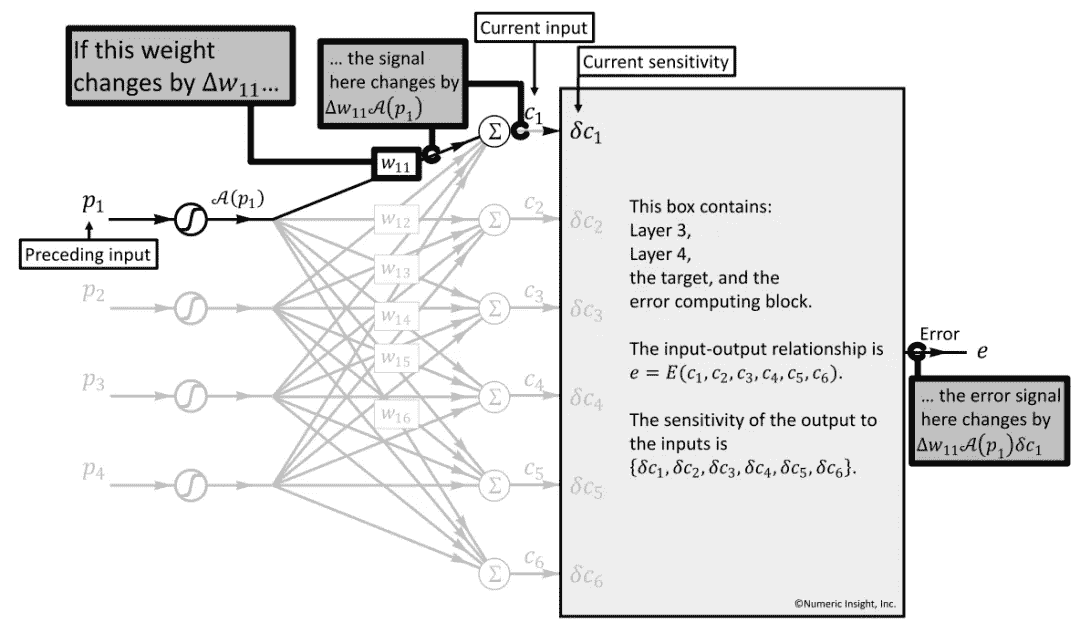 Current input
If this weight
changes by Δw₁₁...
... the signal
here changes by
Δw₁₁𝒜(p₁)
Current sensitivity
c₁
Σ
δc₁
w₁₁
p₁
𝒜(p₁)
Preceding input
w₁₂
c₂
Σ
δc₂
This box contains:
Layer 3,
Layer 4,
the target, and the
error computing block.
w₁₃
p₂
w₁₄
c₃
Σ
δc₃
The input-output relationship is
e = E(c₁, c₂, c₃, c₄, c₅, c₆).
Error
e
w₁₅
p₃
c₄
Σ
δc₄
w₁₆
The sensitivity of the output to
the inputs is
{δc₁, δc₂, δc₃, δc₄, δc₅, δc₆}.
... the error signal
here changes by
Δw₁₁𝒜(p₁)δc₁
p₄
c₅
Σ
δc₅
c₆
Σ
δc₆
©Numeric Insight, Inc.